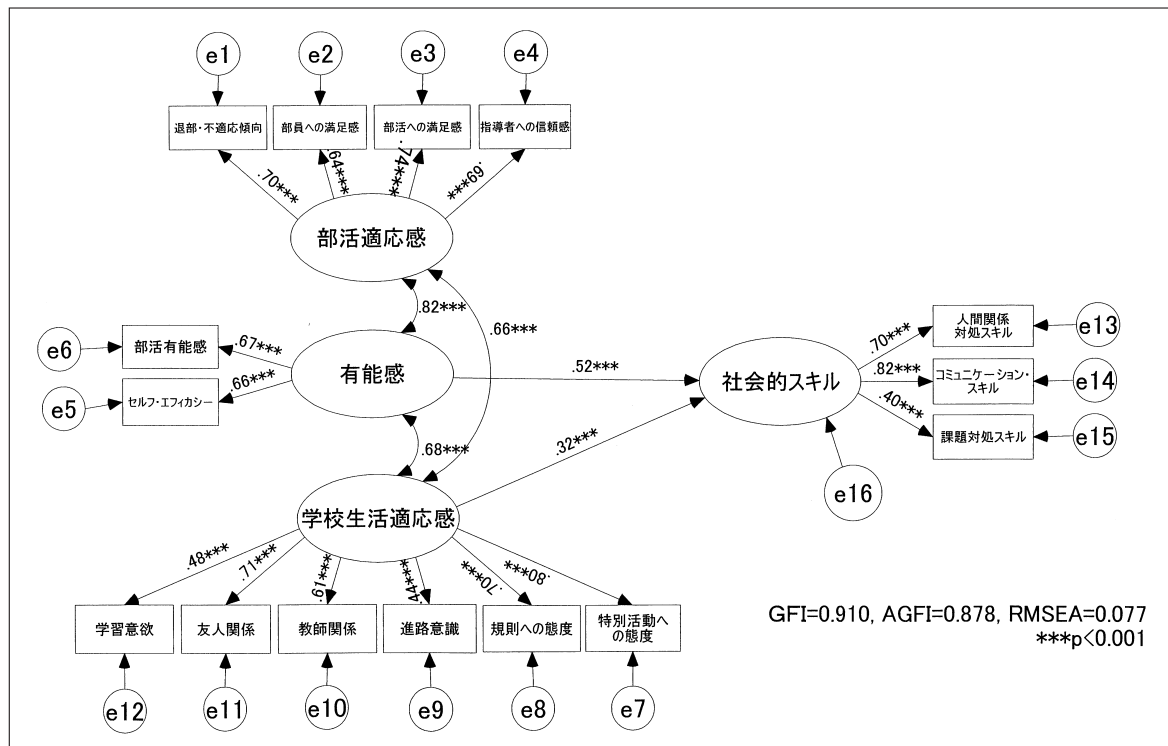 e1
e2
e3
e4
退部・不適応傾向
部員への満足感
部活への満足感
指導者への信頼感
.70***
.64***
.74***
.69***
部活適応感
.82***
.66***
e6
部活有能感
.67***
有能感
e5
セルフ・エフィカシー
.66***
.52***
社会的スキル
.70***
人間関係
対処スキル
e13
.82***
コミュニケーション・
スキル
e14
.40***
課題対処スキル
e15
e16
.68***
.32***
学校生活適応感
.48***
.71***
.61***
.44***
.70***
.80***
学習意欲
友人関係
教師関係
進路意識
規則への態度
特別活動へ
の態度
e12
e11
e10
e9
e8
e7
GFI=0.910, AGFI=0.878, RMSEA=0.077
***p<0.001